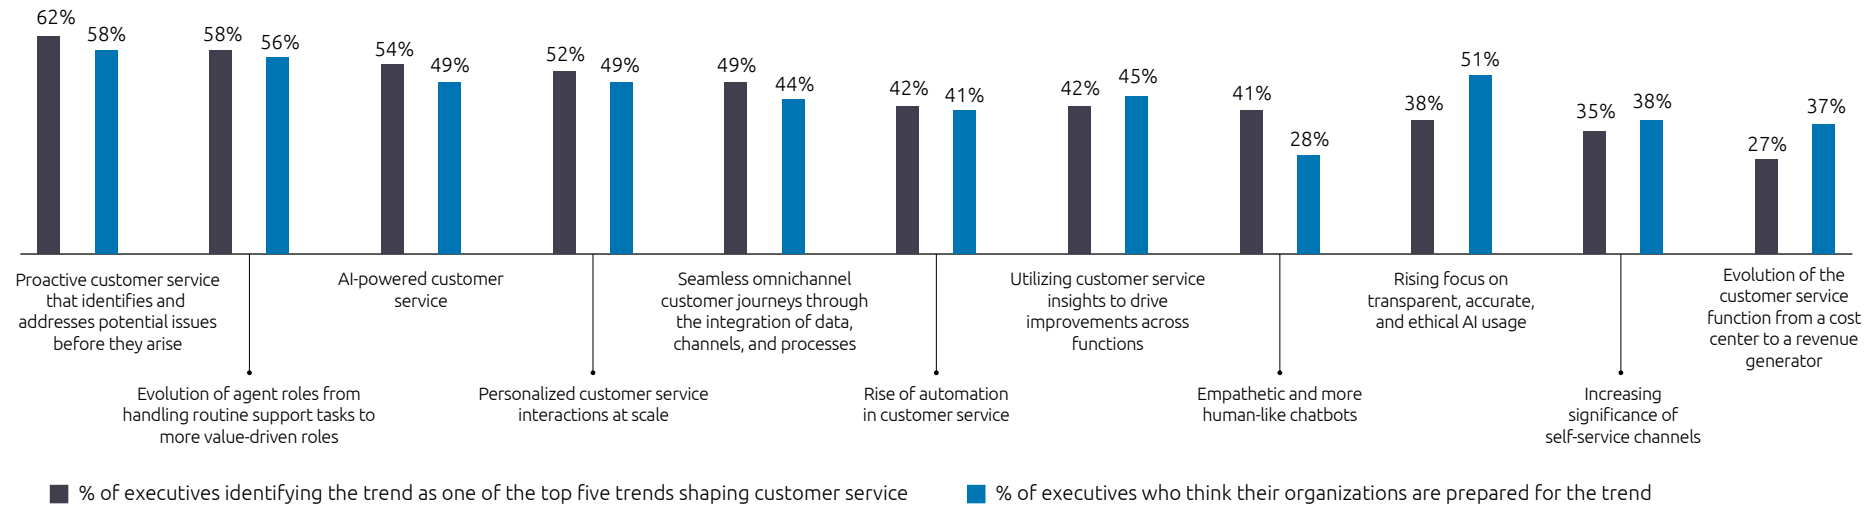 62%
58%
58%
56%
54%
49%
52%
49%
49%
44%
42%
41%
42%
45%
41%
28%
38%
51%
35%
38%
27%
37%
Proactive customer service
that identifies and
addresses potential issues
before they arise
Evolution of agent roles from
handling routine support tasks to
more value-driven roles
AI-powered customer
service
Personalized customer service
interactions at scale
Seamless omnichannel
customer journeys through
the integration of data,
channels, and processes
Rise of automation
in customer service
Utilizing customer service
insights to drive
improvements across
functions
Empathetic and more
human-like chatbots
Rising focus on
transparent, accurate,
and ethical AI usage
Increasing
significance of
self-service channels
Evolution of the
customer service
function from a cost
center to a revenue
generator
% of executives identifying the trend as one of the top five trends shaping customer service
% of executives who think their organizations are prepared for the trend